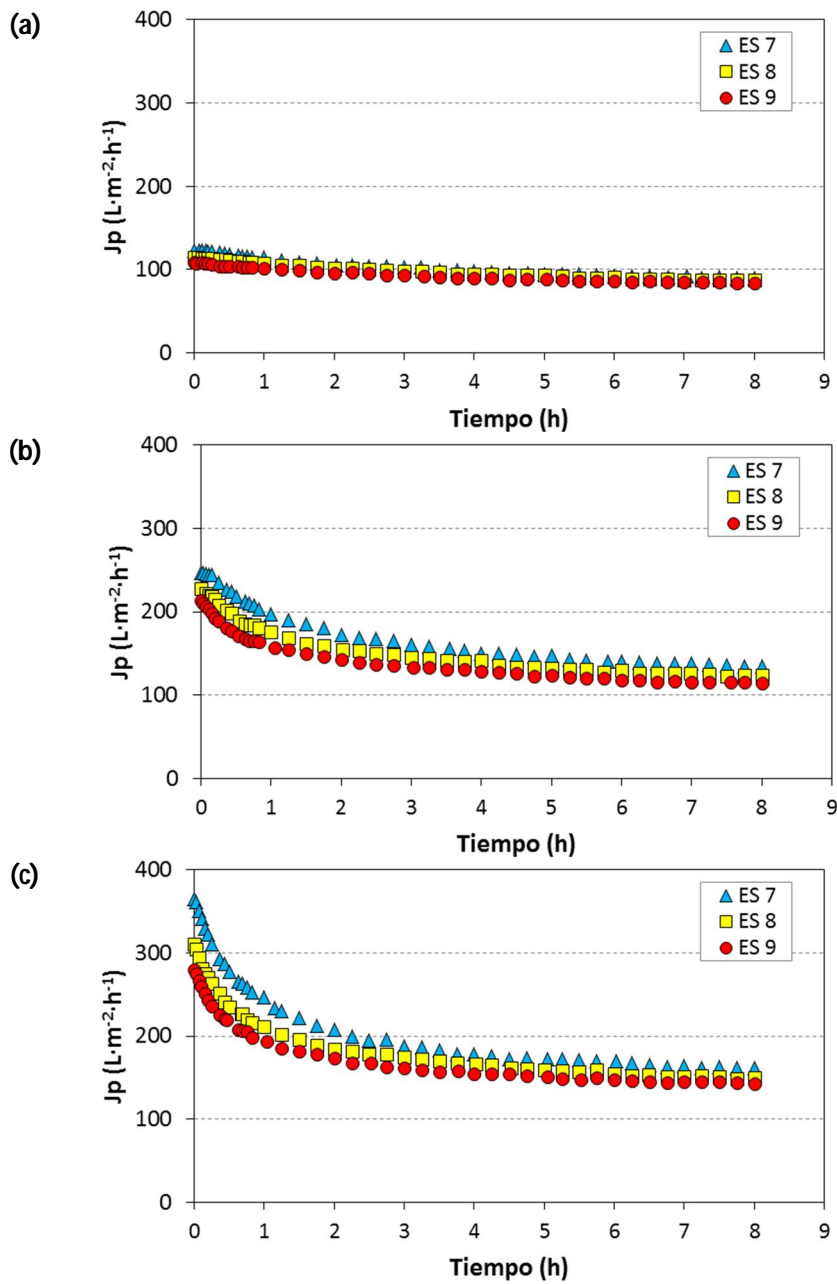 (a)
400
300
200
100
0
Jp (L·m⁻²·h⁻¹)
ES 7
ES 8
ES 9
0 1 2 3 4 5 6 7 8 9
Tiempo (h)
(b)
400
300
200
100
0
Jp (L·m⁻²·h⁻¹)
ES 7
ES 8
ES 9
0 1 2 3 4 5 6 7 8 9
Tiempo (h)
(c)
400
300
200
100
0
Jp (L·m⁻²·h⁻¹)
ES 7
ES 8
ES 9
0 1 2 3 4 5 6 7 8 9
Tiempo (h)